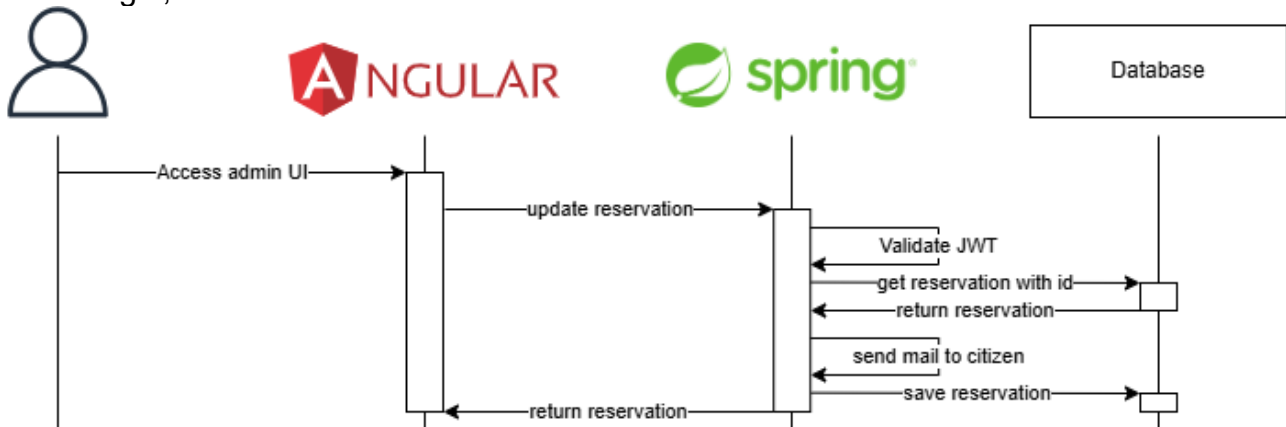 ANGULAR
spring
Database
Access admin UI
update reservation
Validate JWT
get reservation with id
return reservation
send mail to citizen
save reservation
return reservation